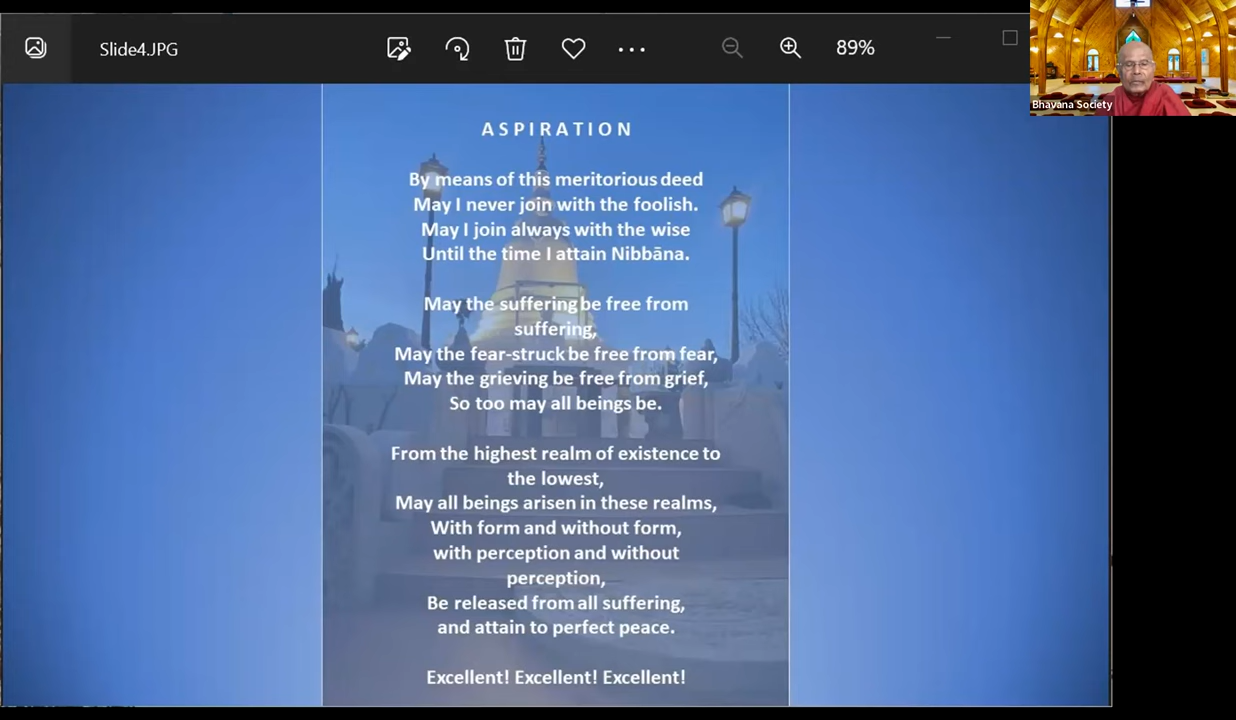 Slide4.JPG
89%
Bhavana Society
ASPIRATION
By means of this meritorious deed
May I never join with the foolish.
May I join always with the wise
Until the time I attain Nibbāna.
May the suffering be free from
suffering,
May the fear-struck be free from fear,
May the grieving be free from grief,
So too may all beings be.
From the highest realm of existence to
the lowest,
May all beings arisen in these realms,
With form and without form,
with perception and without
perception,
Be released from all suffering,
and attain to perfect peace.
Excellent! Excellent! Excellent!